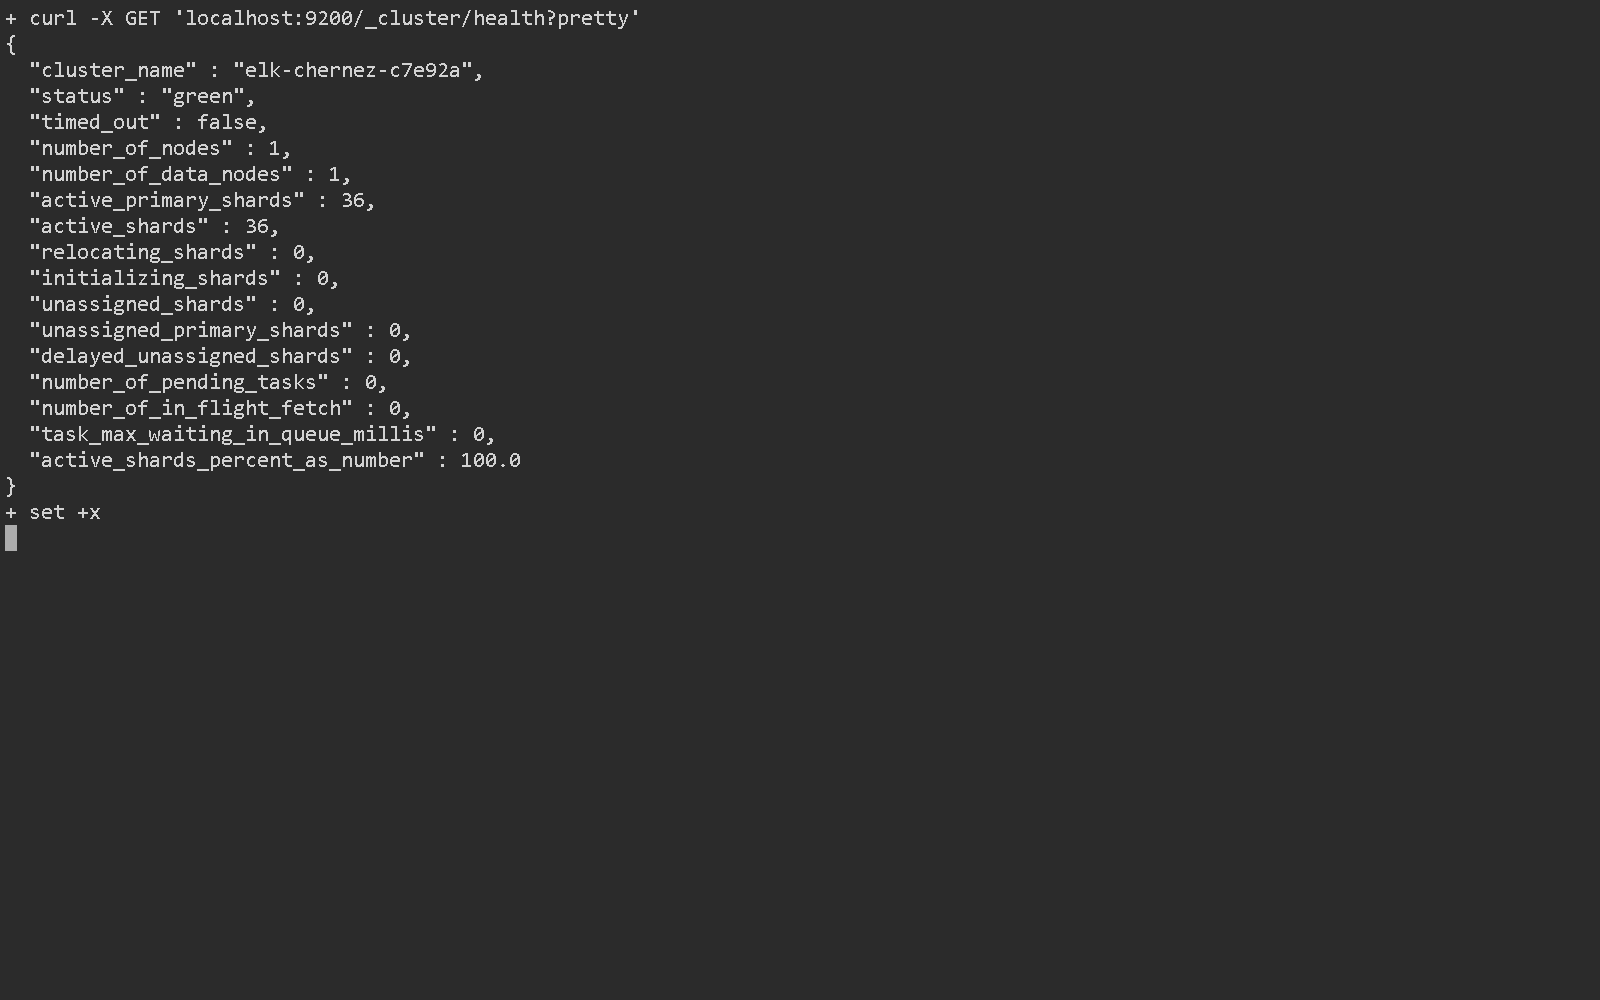 + curl -X GET 'localhost:9200/_cluster/health?pretty'
{
  "cluster_name" : "elk-chernez-c7e92a",
  "status" : "green",
  "timed_out" : false,
  "number_of_nodes" : 1,
  "number_of_data_nodes" : 1,
  "active_primary_shards" : 36,
  "active_shards" : 36,
  "relocating_shards" : 0,
  "initializing_shards" : 0,
  "unassigned_shards" : 0,
  "unassigned_primary_shards" : 0,
  "delayed_unassigned_shards" : 0,
  "number_of_pending_tasks" : 0,
  "number_of_in_flight_fetch" : 0,
  "task_max_waiting_in_queue_millis" : 0,
  "active_shards_percent_as_number" : 100.0
}
+ set +x